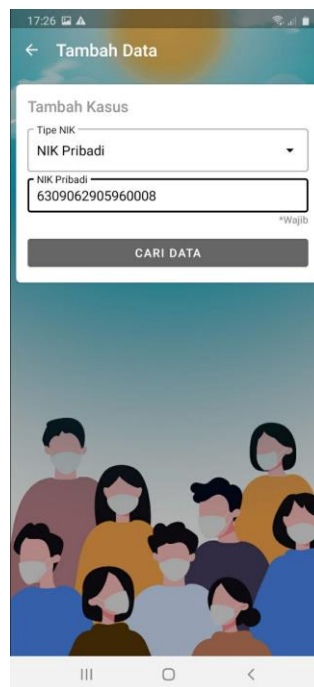 17:26
Tambah Data
Tambah Kasus
Tipe NIK
NIK Pribadi
NIK Pribadi
6309062905960008
*Wajib
CARI DATA